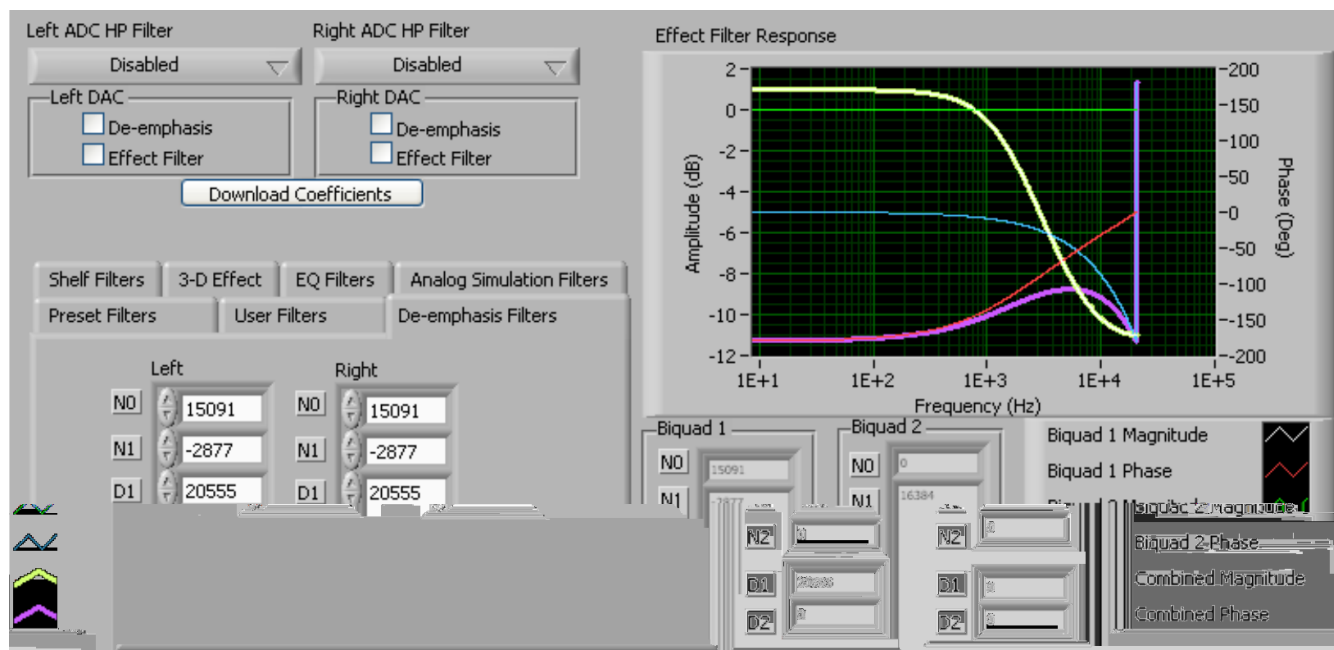 Left ADC HP Filter
Right ADC HP Filter
Disabled
Disabled
Left DAC
De-emphasis
Effect Filter
Right DAC
De-emphasis
Effect Filter
Download Coefficients
Shelf Filters
3-D Effect
EQ Filters
Analog Simulation Filters
Preset Filters
User Filters
De-emphasis Filters
Left
Right
N0
15091
N0
15091
N1
-2877
N1
-2877
D1
20555
D1
20555
Effect Filter Response
2
0
-2
-4
-6
-8
-10
-12
Amplitude (dB)
200
150
100
50
0
-50
-100
-150
-200
Phase (Deg)
1E+1
1E+2
1E+3
1E+4
1E+5
Frequency (Hz)
Biquad 1
N0
15091
N1
-2877
N2
D1
D2
Biquad 2
N0
0
N1
16384
N2
D1
D2
Biquad 1 Magnitude
Biquad 1 Phase
Biquad 2 Magnitude
Biquad 2 Phase
Combined Magnitude
Combined Phase